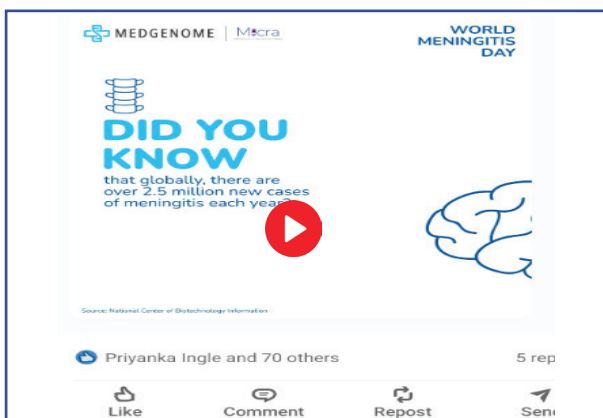 MEDGENOME | Micra
WORLD
MENINGITIS
DAY
DID YOU
KNOW
that globally, there are
over 2.5 million new cases
of meningitis each year?
Source: National Center of Biotechnology Information
Priyanka Ingle and 70 others
5 rep
Like
Comment
Repost
Sen